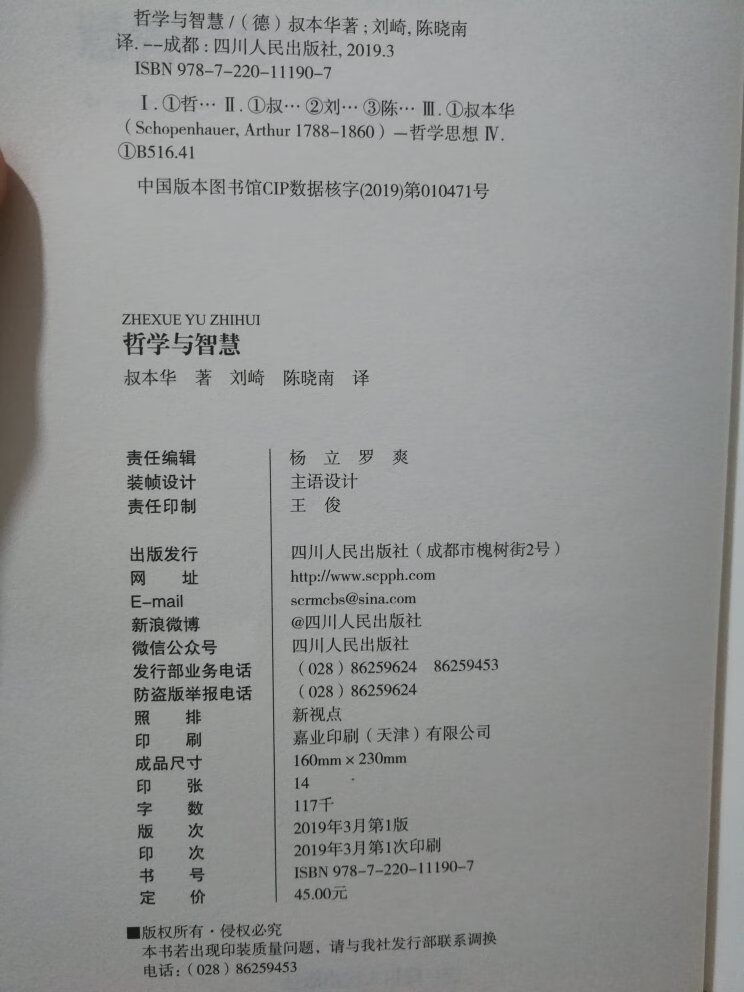 哲学与智慧 /（德）叔本华著；刘崎，陈晓南
译. --成都：四川人民出版社，2019.3
ISBN 978-7-220-11190-7
Ⅰ. ①哲… Ⅱ. ①叔… ②刘… ③陈… Ⅲ. ①叔本华
（Schopenhauer, Arthur 1788-1860）—哲学思想 Ⅳ.
①B516.41
中国版本图书馆CIP数据核字(2019)第010471号
ZHEXUE YU ZHIHUI
哲学与智慧
叔本华 著 刘崎 陈晓南 译
责任编辑 杨 立 罗 爽
装帧设计 主语设计
责任印制 王 俊
出版发行 四川人民出版社（成都市槐树街2号）
网 址 http://www.scpph.com
E-mail scrmcbs@sina.com
新浪微博 @四川人民出版社
微信公众号 四川人民出版社
发行部业务电话 （028）86259624 86259453
防盗版举报电话 （028）86259624
照 排 新视点
印 刷 嘉业印刷（天津）有限公司
成品尺寸 160mm×230mm
印 张 14
字 数 117千
版 次 2019年3月第1版
印 次 2019年3月第1次印刷
书 号 ISBN 978-7-220-11190-7
定 价 45.00元
■版权所有·侵权必究
本书若出现印装质量问题，请与我社发行部联系调换
电话：（028）86259453